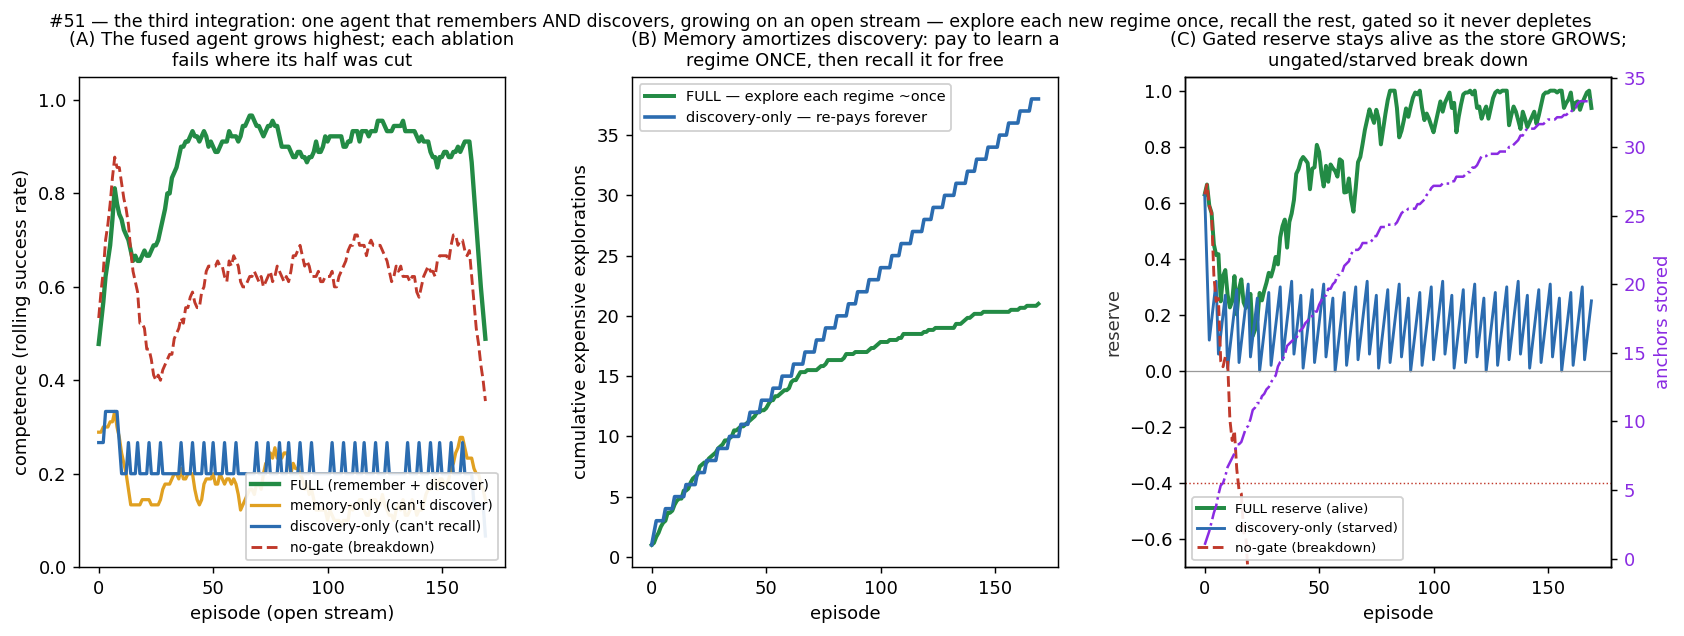 #51 — the third integration: one agent that remembers AND discovers, growing on an open stream — explore each new regime once, recall the rest, gated so it never depletes
(A) The fused agent grows highest; each ablation
fails where its half was cut
1.0
0.8
0.6
0.4
0.2
0.0
competence (rolling success rate)
FULL (remember + discover)
memory-only (can't discover)
discovery-only (can't recall)
no-gate (breakdown)
0
50
100
150
episode (open stream)
(B) Memory amortizes discovery: pay to learn a
regime ONCE, then recall it for free
FULL — explore each regime ~once
discovery-only — re-pays forever
35
30
25
20
15
10
5
0
cumulative expensive explorations
0
50
100
150
episode
(C) Gated reserve stays alive as the store GROWS;
ungated/starved break down
1.0
0.8
0.6
0.4
0.2
0.0
−0.2
−0.4
−0.6
reserve
FULL reserve (alive)
discovery-only (starved)
no-gate (breakdown)
0
50
100
150
episode
35
30
25
20
15
10
5
0
anchors stored